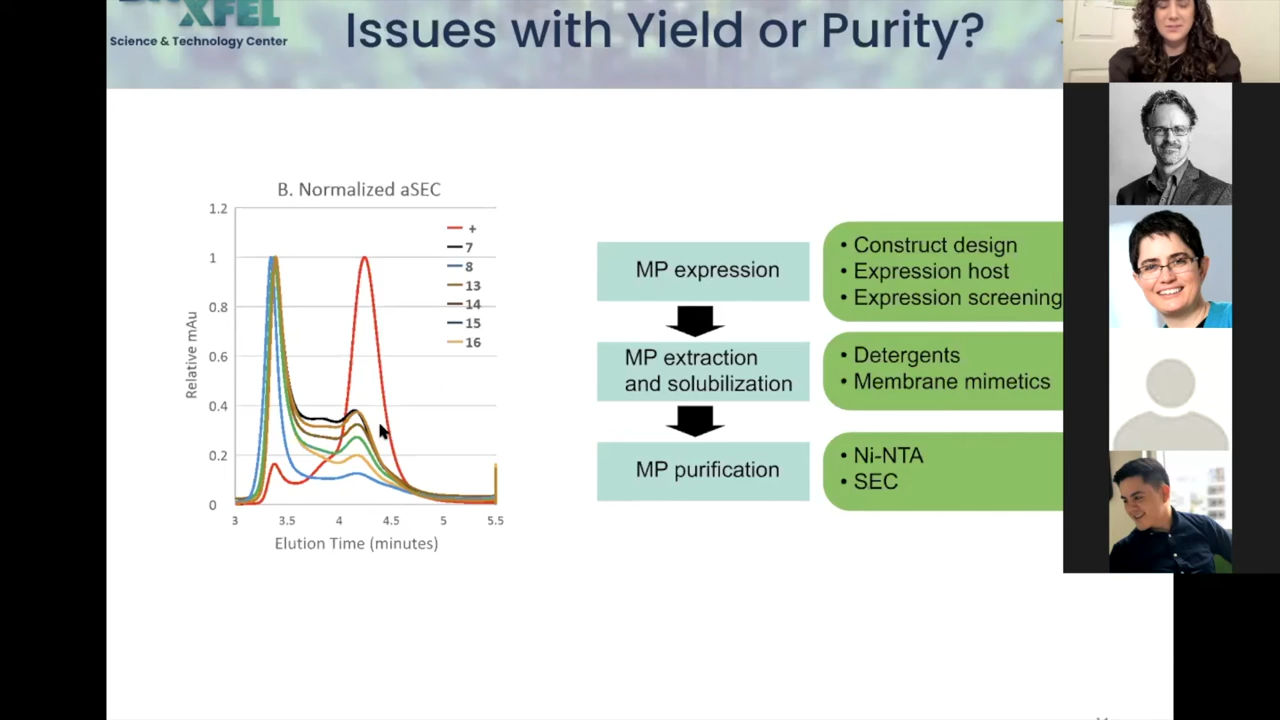 XFEL
Science & Technology Center
Issues with Yield or Purity?
B. Normalized aSEC
1.2
1
0.8
0.6
0.4
0.2
0
Relative mAu
+
7
8
13
14
15
16
3
3.5
4
4.5
5
5.5
Elution Time (minutes)
MP expression
• Construct design
• Expression host
• Expression screening
MP extraction
and solubilization
• Detergents
• Membrane mimetics
MP purification
• Ni-NTA
• SEC